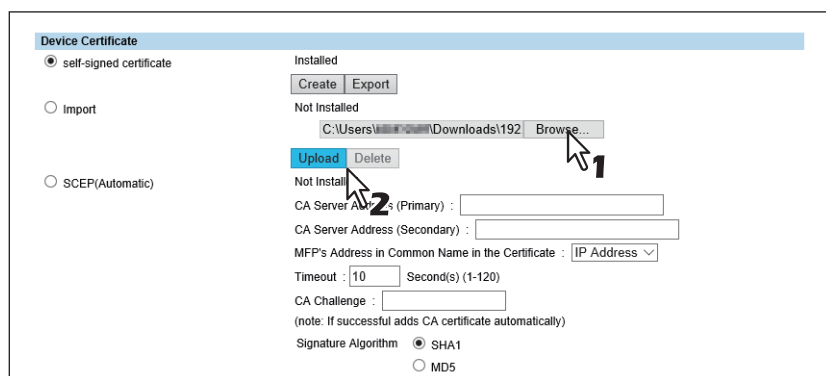 Device Certificate
self-signed certificate
Installed
Create Export
Import
Not Installed
C:\Users\ \Downloads\192 Browse...
1
Upload Delete
SCEP(Automatic)
2
CA Server (Primary) :
CA Server Address (Secondary) :
MFP's Address in Common Name in the Certificate : IP Address
Timeout : 10 Second(s) (1-120)
CA Challenge :
(note: If successful adds CA certificate automatically)
Signature Algorithm SHA1
MD5